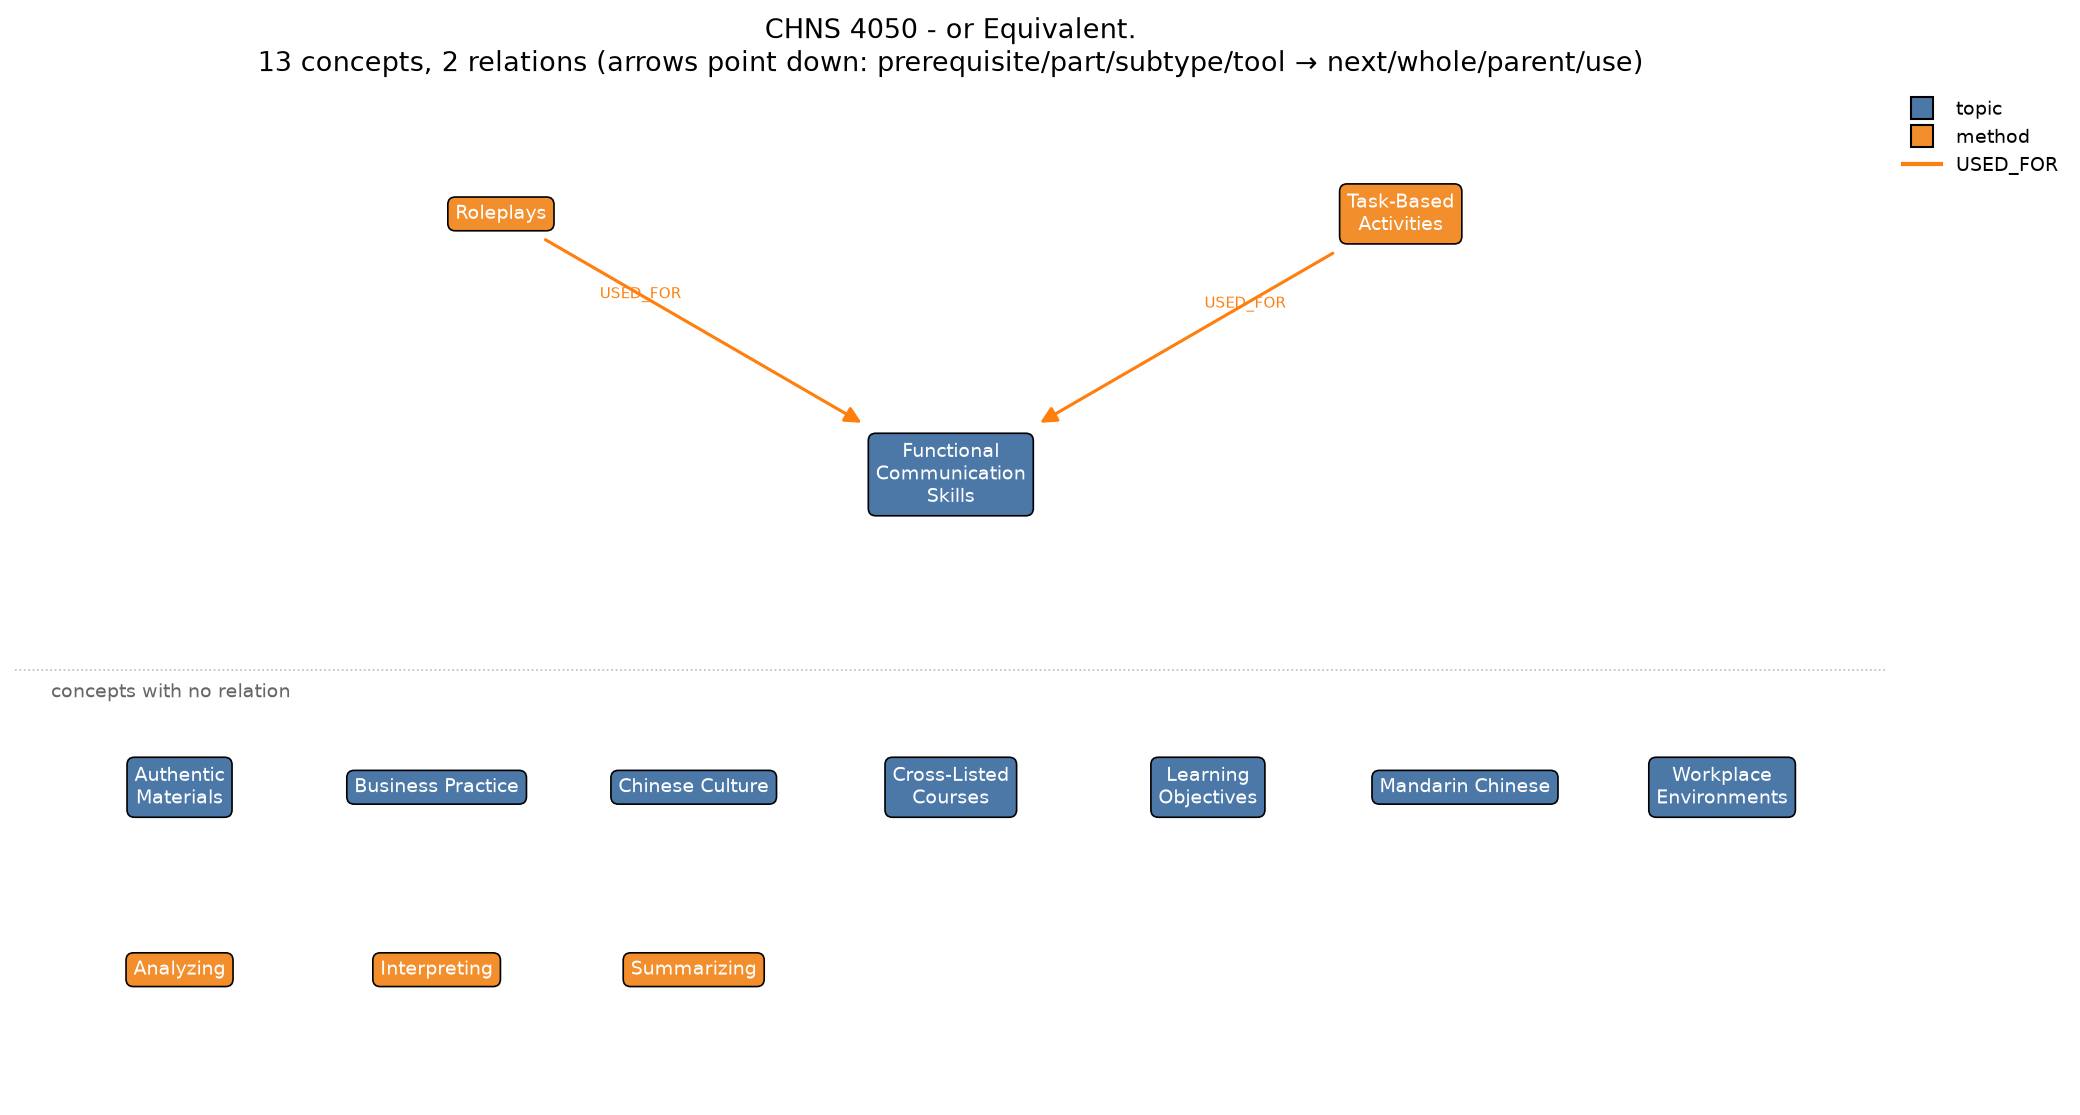 CHNS 4050 - or Equivalent.
13 concepts, 2 relations (arrows point down: prerequisite/part/subtype/tool → next/whole/parent/use)
topic
method
USED_FOR
Roleplays
Task-Based
Activities
USED_FOR
USED_FOR
Functional
Communication
Skills
concepts with no relation
Authentic
Materials
Business Practice
Chinese Culture
Cross-Listed
Courses
Learning
Objectives
Mandarin Chinese
Workplace
Environments
Analyzing
Interpreting
Summarizing